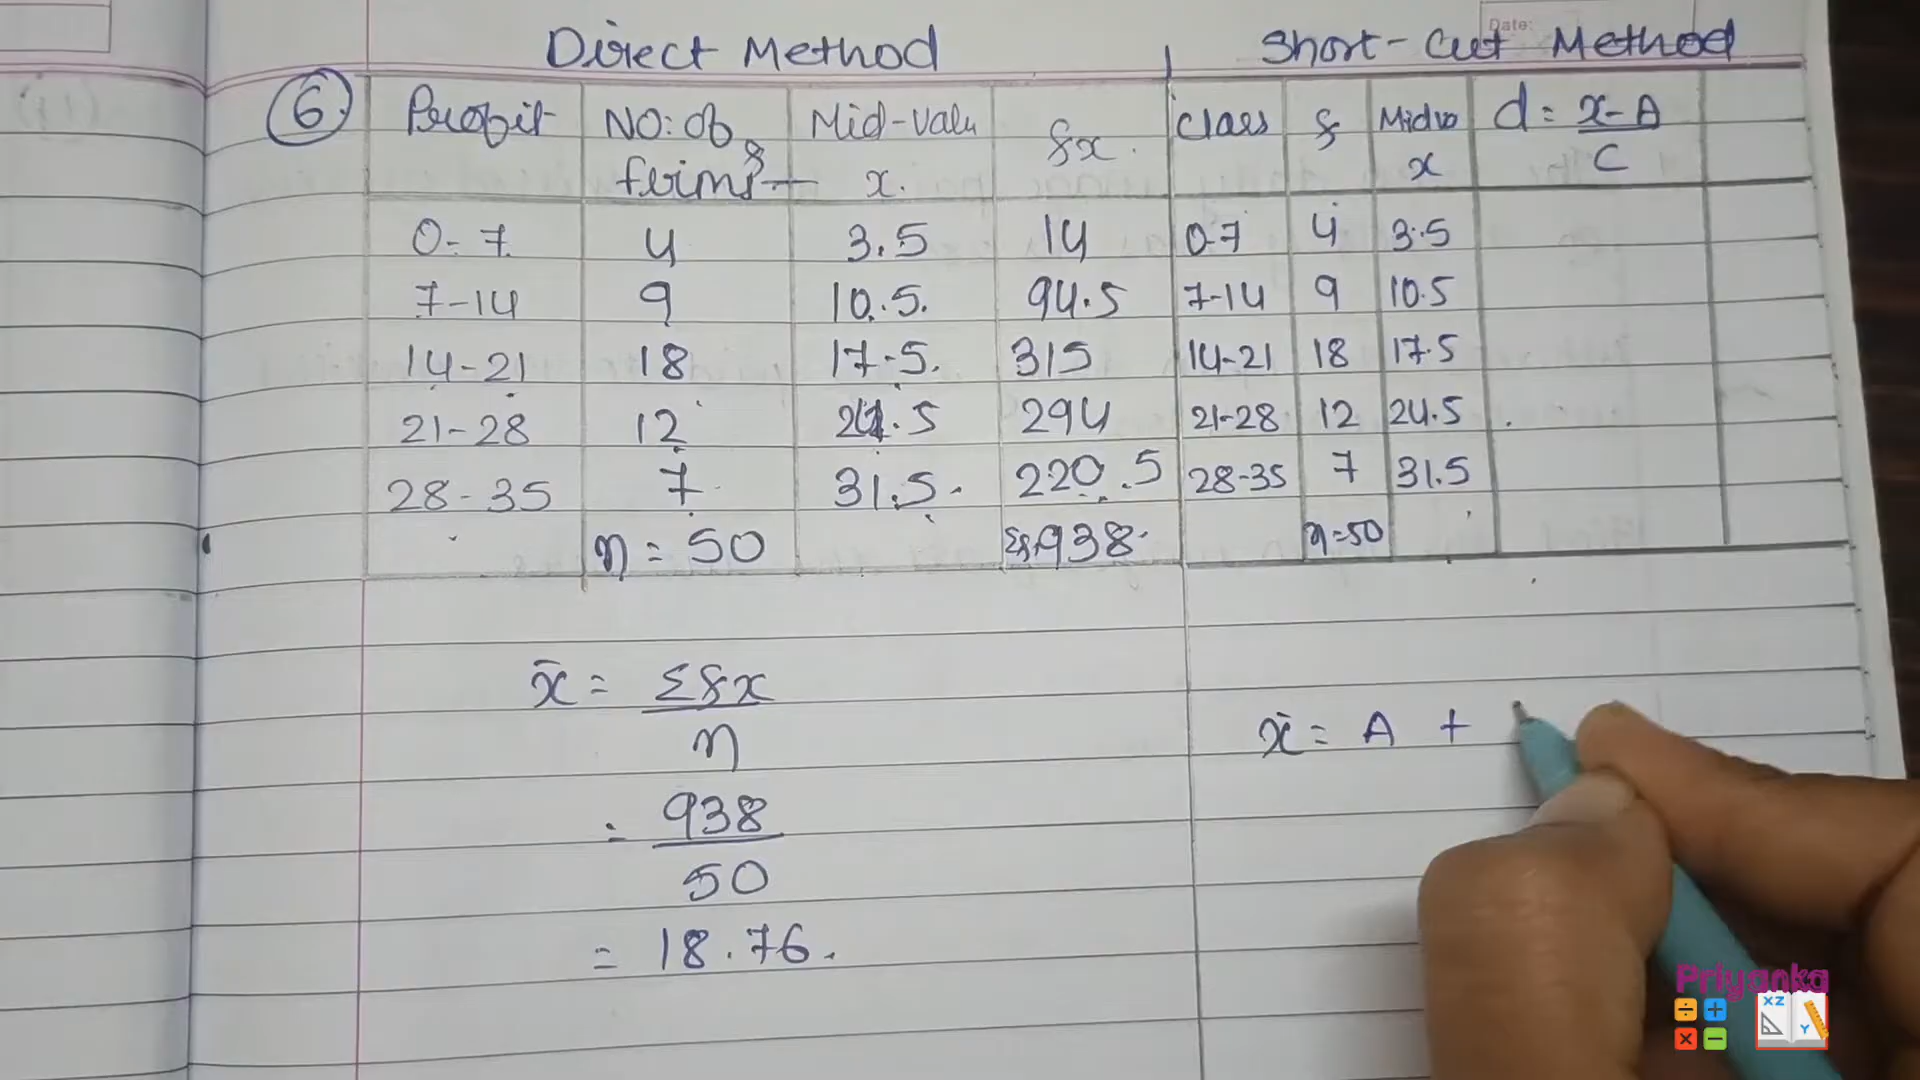 Direct Method | Short-Cut Method
Date:
6 Profit NO: of firms f Mid-Valu x. fx. Class f Midva x d = x-A / C
0-7 4 3.5 14 0-7 4 3.5
7-14 9 10.5. 94.5 7-14 9 10.5
14-21 18 17.5. 315 14-21 18 17.5
21-28 12 24.5 294 21-28 12 24.5
28-35 7 31.5. 220.5 28-35 7 31.5
n = 50 Σf 938 n=50
x̄ = Σfx / n
x̄ = A +
= 938 / 50
= 18.76.
Priyanka
XZ
Y